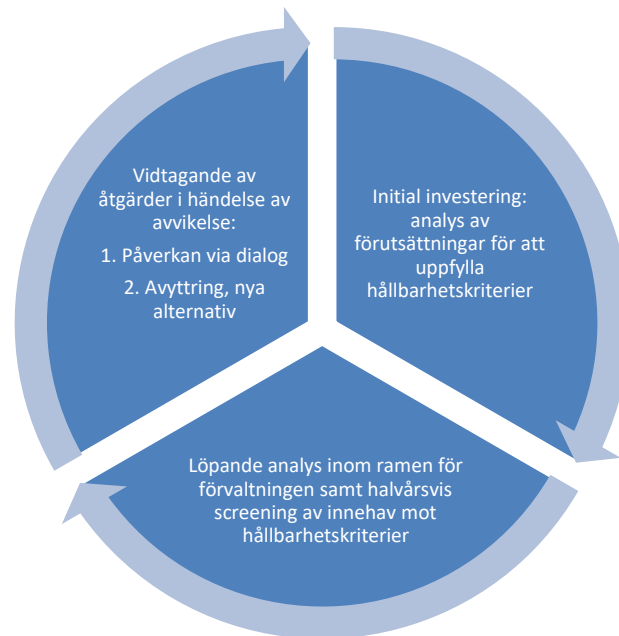 Initial investering:
analys av
förutsättningar för att
uppfylla
hållbarhetskriterier
Löpande analys inom ramen för
förvaltningen samt halvårsvis
screening av innehav mot
hållbarhetskriterier
Vidtagande av
åtgärder i händelse av
avvikelse:
1. Påverkan via dialog
2. Avyttring, nya
alternativ